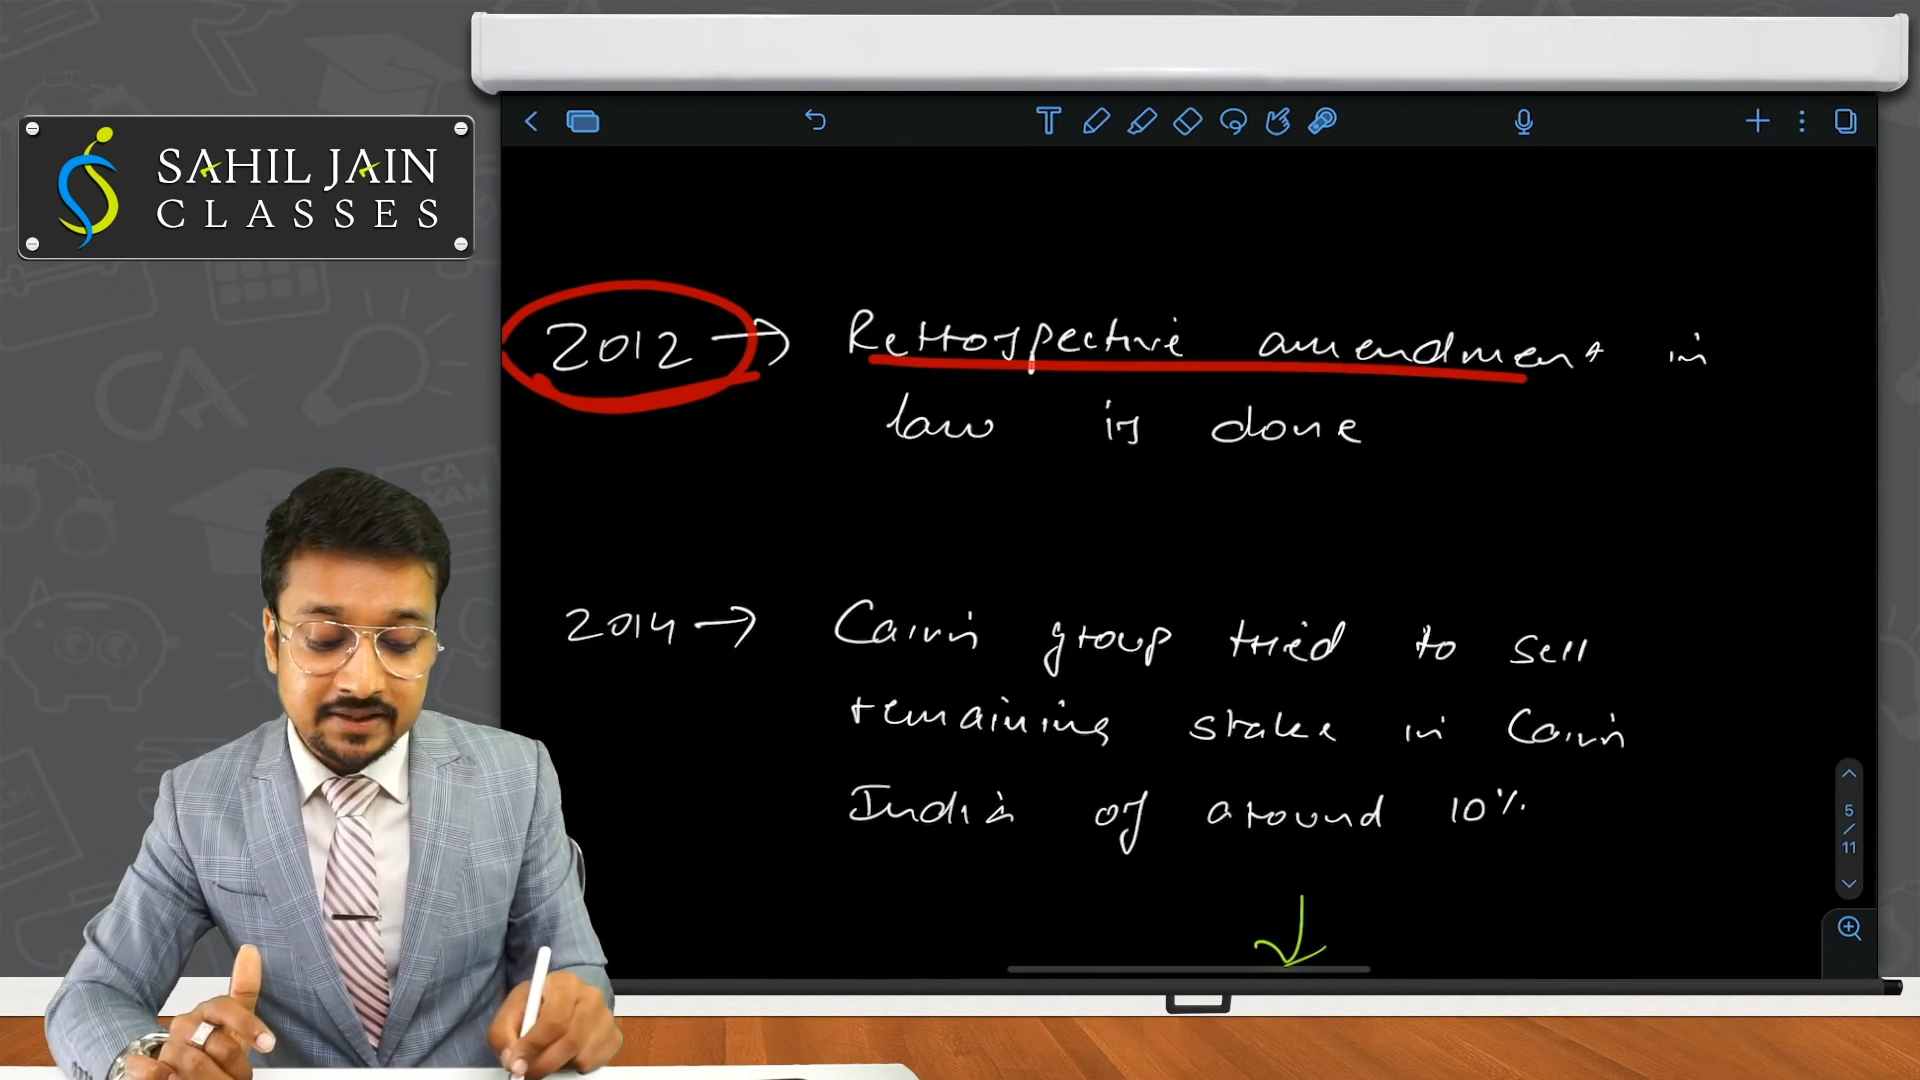 SAHIL JAIN
CLASSES
2012 → Retrospective amendment in
law is done
2014 → Cairn group tried to sell
remaining stake in Cairn
India of around 10%
5
/
11